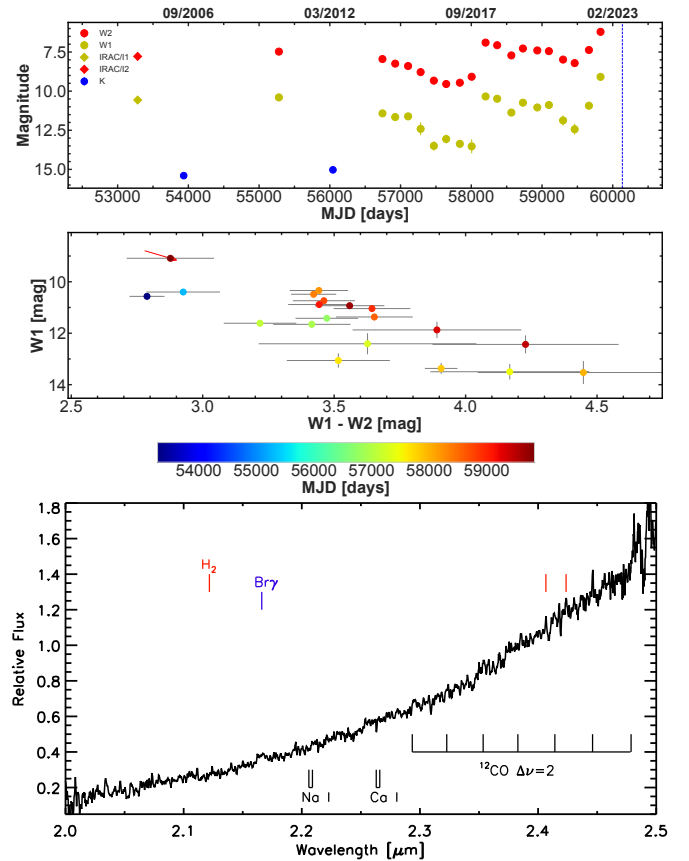 09/2006 03/2012 09/2017 02/2023
W2
W1
IRAC/I1
IRAC/I2
K
Magnitude
7.5
10.0
12.5
15.0
53000 54000 55000 56000 57000 58000 59000 60000
MJD [days]
W1 [mag]
10
12
14
2.5 3.0 3.5 4.0 4.5
W1 - W2 [mag]
54000 55000 56000 57000 58000 59000
MJD [days]
Relative Flux
1.8
1.6
1.4
1.2
1.0
0.8
0.6
0.4
0.2
H2
Brγ
12CO Δν=2
Na I Ca I
2.0 2.1 2.2 2.3 2.4 2.5
Wavelength [μm]